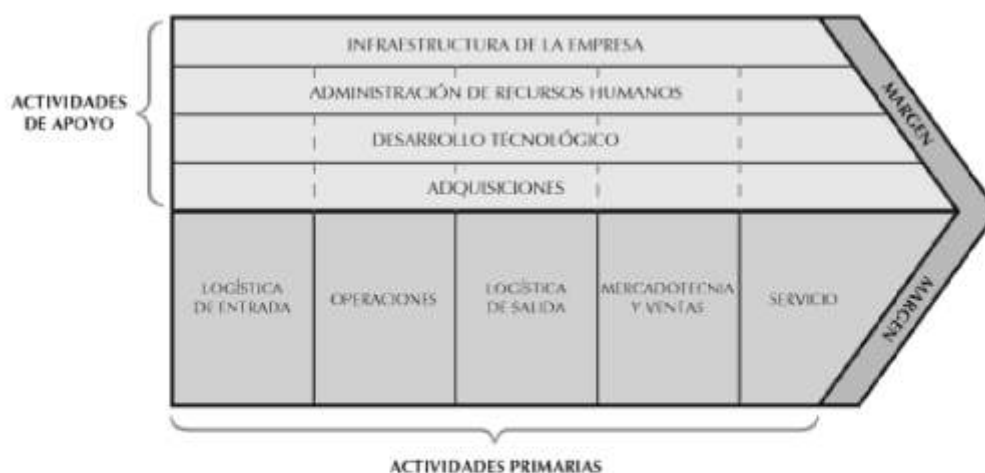 INFRAESTRUCTURA DE LA EMPRESA
ADMINISTRACIÓN DE RECURSOS HUMANOS
DESARROLLO TECNOLÓGICO
ADQUISICIONES
ACTIVIDADES
DE APOYO
MARGEN
LOGÍSTICA
DE ENTRADA
OPERACIONES
LOGÍSTICA
DE SALIDA
MERCADOTECNIA
Y VENTAS
SERVICIO
MARGEN
ACTIVIDADES PRIMARIAS